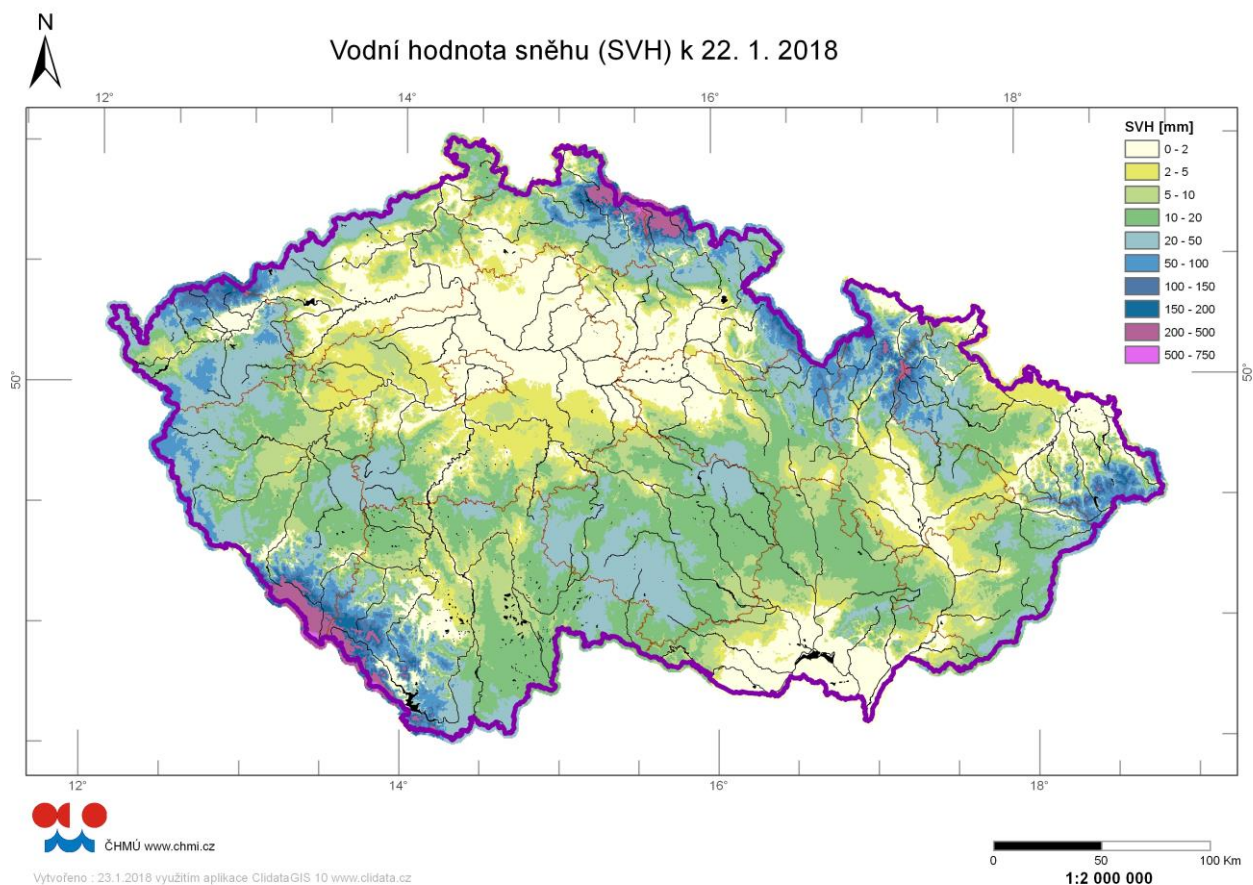 N
Vodní hodnota sněhu (SVH) k 22. 1. 2018
12° 14° 16° 18°
SVH [mm]
0 - 2
2 - 5
5 - 10
10 - 20
20 - 50
50 - 100
100 - 150
150 - 200
200 - 500
500 - 750
50° 50°
12° 14° 16° 18°
ČHMÚ www.chmi.cz
0 50 100 Km
1:2 000 000
Vytvořeno : 23.1.2018 využitím aplikace ClidataGIS 10 www.clidata.cz